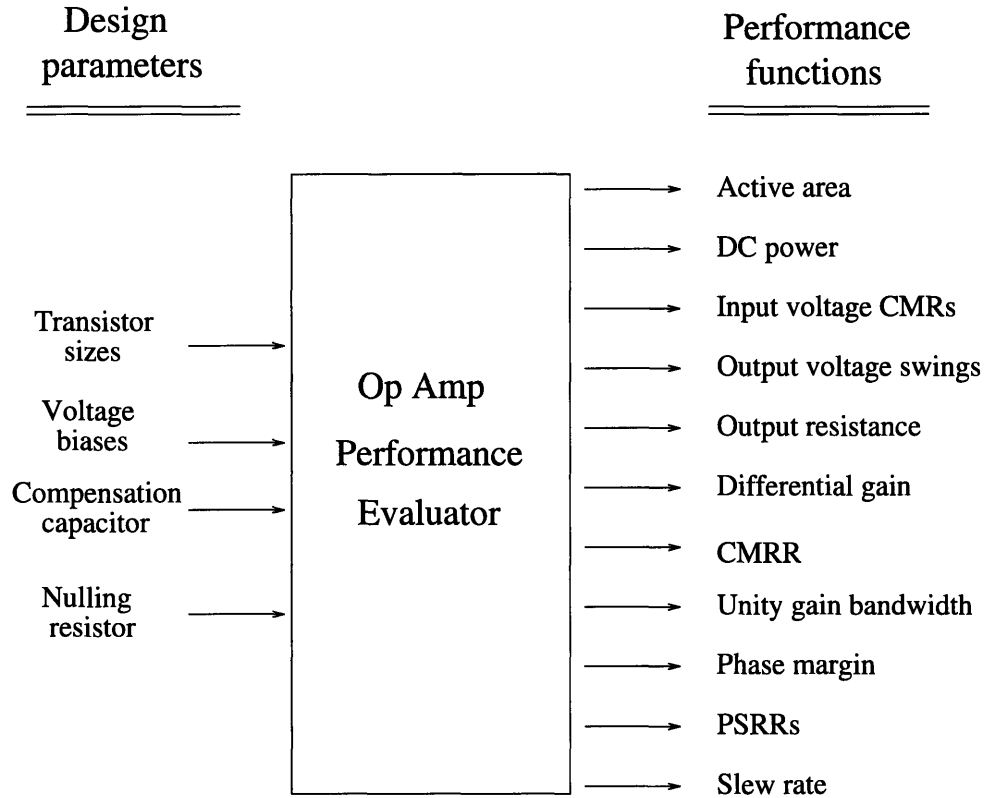 Design
parameters
Performance
functions
Transistor
sizes
Voltage
biases
Compensation
capacitor
Nulling
resistor
Op Amp
Performance
Evaluator
Active area
DC power
Input voltage CMRs
Output voltage swings
Output resistance
Differential gain
CMRR
Unity gain bandwidth
Phase margin
PSRRs
Slew rate